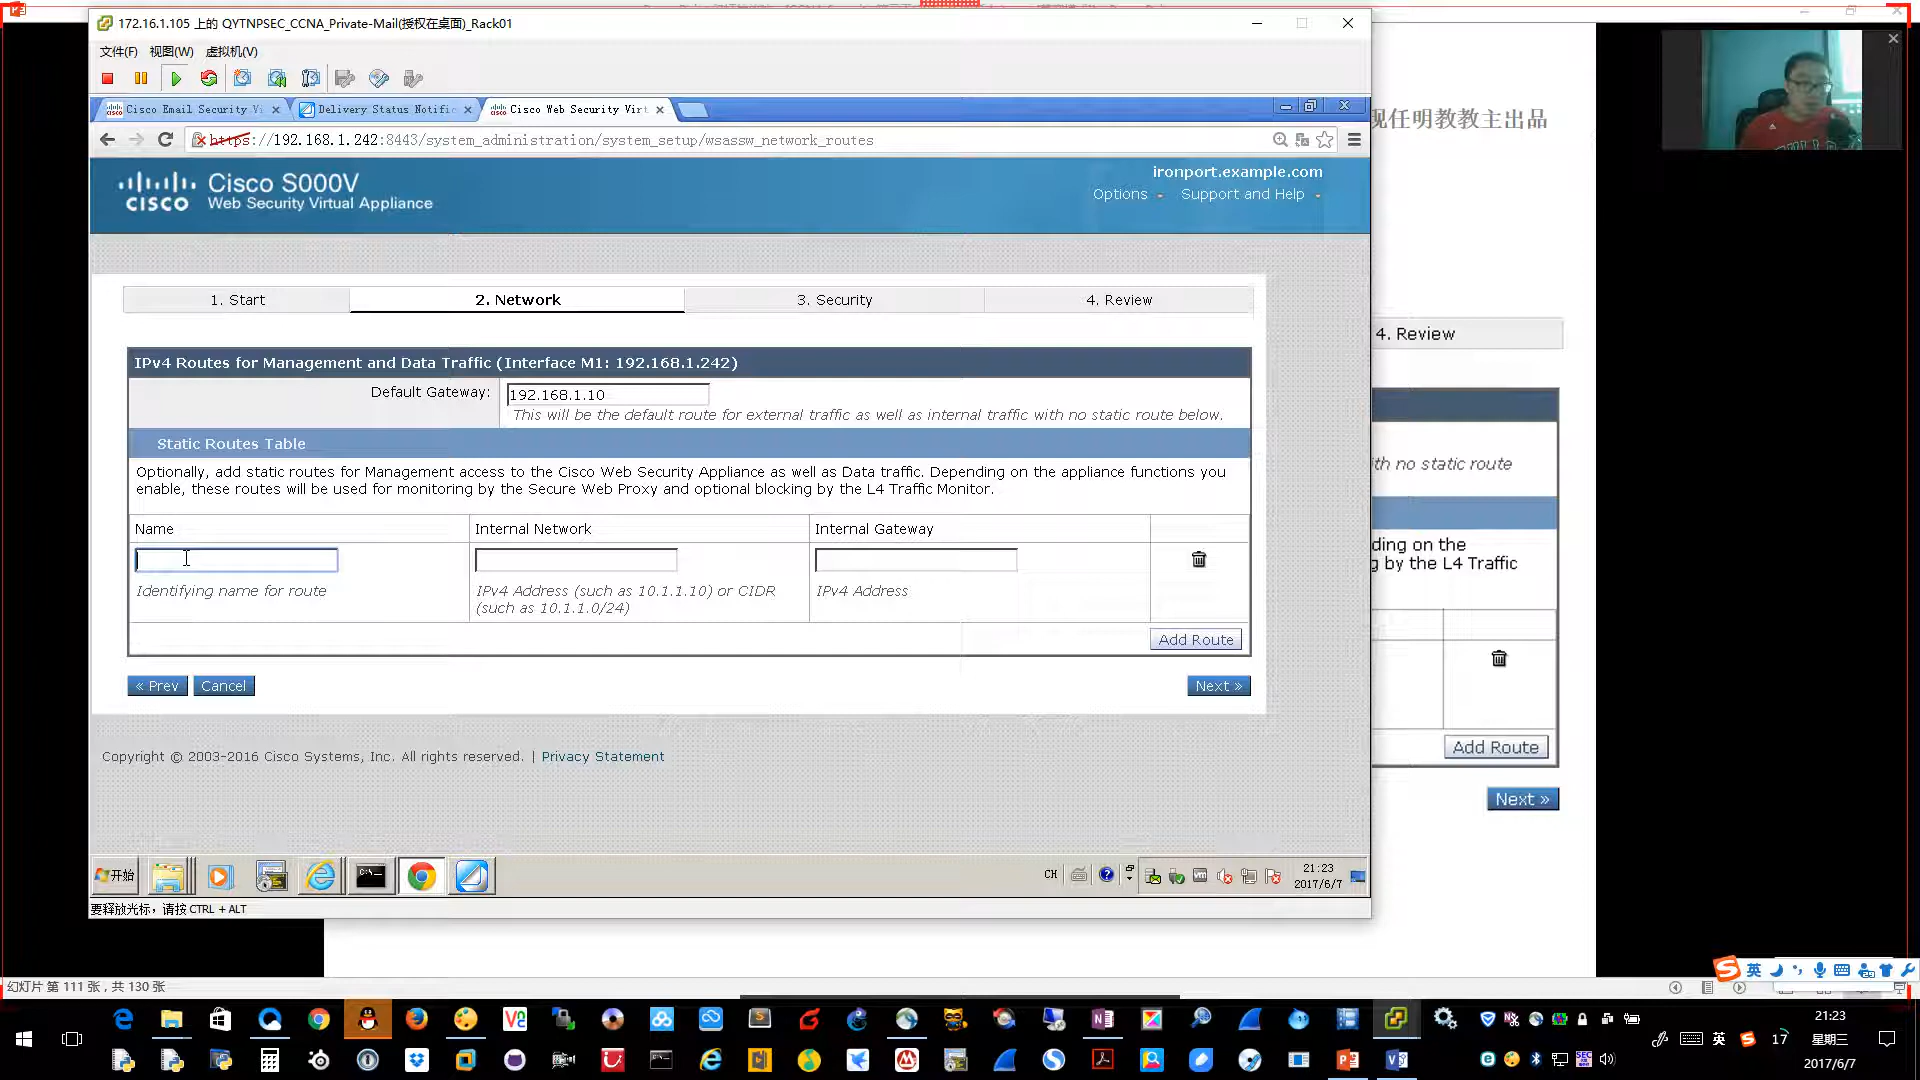 172.16.1.105 上的 QYTNPSEC_CCNA_Private-Mail(授权在桌面)_Rack01
文件(F) 视图(W) 虚拟机(V)
Cisco Email Security Vi
Delivery Status Notific
Cisco Web Security Virt
https://192.168.1.242:8443/system_administration/system_setup/wsassw_network_routes
现任明教教主出品
CISCO
Cisco S000V
Web Security Virtual Appliance
ironport.example.com
Options
Support and Help
1. Start
2. Network
3. Security
4. Review
4. Review
IPv4 Routes for Management and Data Traffic (Interface M1: 192.168.1.242)
Default Gateway:
192.168.1.10
This will be the default route for external traffic as well as internal traffic with no static route below.
Static Routes Table
th no static route
Optionally, add static routes for Management access to the Cisco Web Security Appliance as well as Data traffic. Depending on the appliance functions you
enable, these routes will be used for monitoring by the Secure Web Proxy and optional blocking by the L4 Traffic Monitor.
ding on the
by the L4 Traffic
Name
Internal Network
Internal Gateway
Identifying name for route
IPv4 Address (such as 10.1.1.10) or CIDR
(such as 10.1.1.0/24)
IPv4 Address
Add Route
« Prev
Cancel
Next »
Add Route
Next »
Copyright © 2003-2016 Cisco Systems, Inc. All rights reserved. | Privacy Statement
开始
CH
21:23
2017/6/7
要释放光标，请按 CTRL + ALT
幻灯片 第 111 张，共 130 张
英
英
17
21:23
星期三
2017/6/7